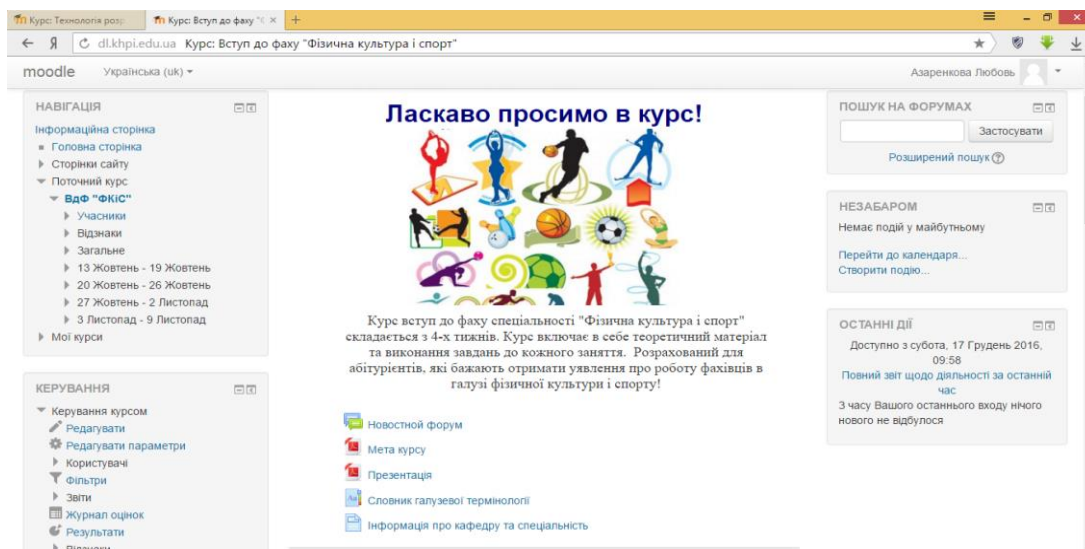 Курс: Технологія розр
Курс: Вступ до фаху "Ф
dl.khpi.edu.ua Курс: Вступ до фаху "Фізична культура і спорт"
moodle
Українська (uk)
Азаренкова Любовь
НАВІГАЦІЯ
Інформаційна сторінка
Головна сторінка
Сторінки сайту
Поточний курс
ВдФ "ФКіС"
Учасники
Відзнаки
Загальне
13 Жовтень - 19 Жовтень
20 Жовтень - 26 Жовтень
27 Жовтень - 2 Листопад
3 Листопад - 9 Листопад
Мої курси
КЕРУВАННЯ
Керування курсом
Редагувати
Редагувати параметри
Користувачі
Фільтри
Звіти
Журнал оцінок
Результати
Відзнаки
Ласкаво просимо в курс!
Курс вступ до фаху спеціальності "Фізична культура і спорт"
складається з 4-х тижнів. Курс включає в себе теоретичний матеріал
та виконання завдань до кожного заняття. Розрахований для
абітурієнтів, які бажають отримати уявлення про роботу фахівців в
галузі фізичної культури і спорту!
Новостной форум
Мета курсу
Презентація
Словник галузевої термінології
Інформація про кафедру та спеціальність
ПОШУК НА ФОРУМАХ
Застосувати
Розширений пошук
НЕЗАБАРОМ
Немає подій у майбутньому
Перейти до календаря...
Створити подію...
ОСТАННІ ДІЇ
Доступно з субота, 17 Грудень 2016,
09:58
Повний звіт щодо діяльності за останній
час
З часу Вашого останнього входу нічого
нового не відбулося